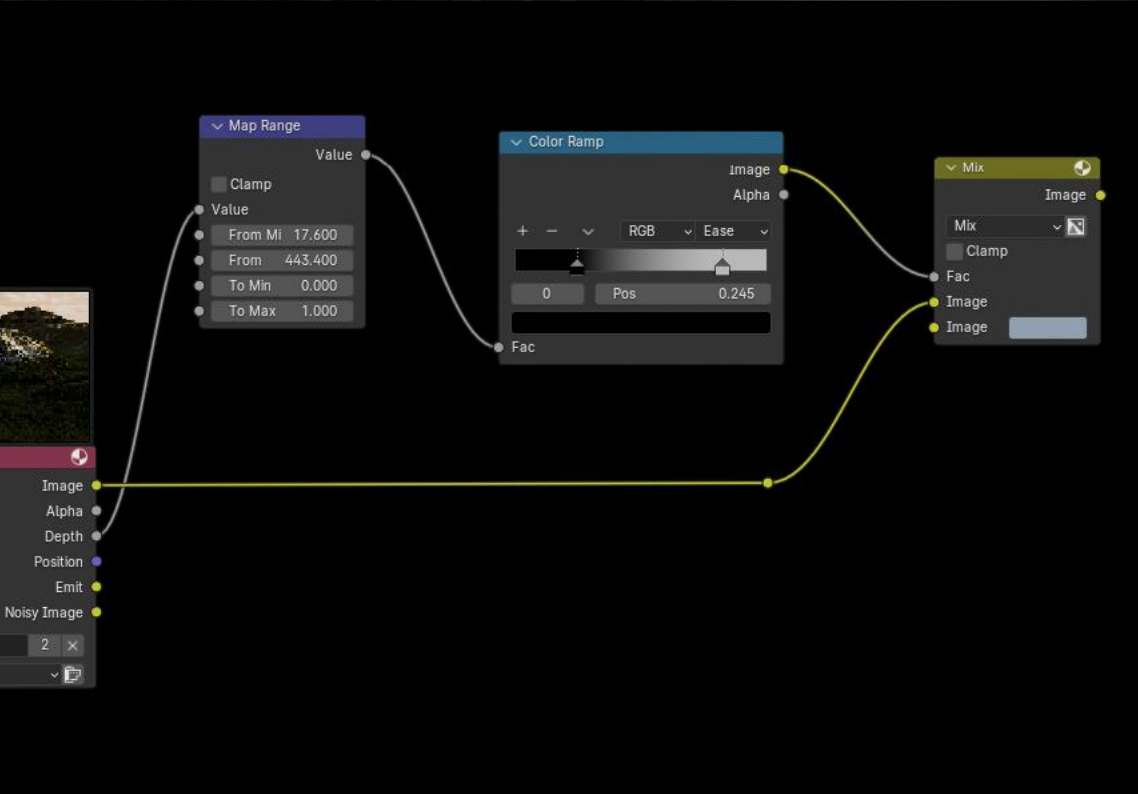 Map Range
Value
Clamp
Value
From Mi 17.600
From 443.400
To Min 0.000
To Max 1.000
Color Ramp
Image
Alpha
+ − RGB Ease
0 Pos 0.245
Fac
Mix
Image
Mix
Clamp
Fac
Image
Image
Image
Alpha
Depth
Position
Emit
Noisy Image
2